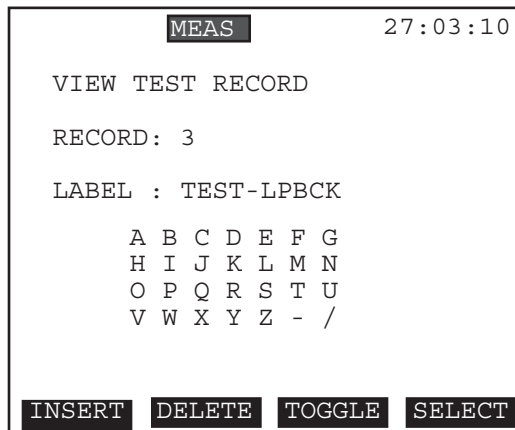 MEAS 27:03:10
VIEW TEST RECORD
RECORD: 3
LABEL : TEST-LPBCK
A B C D E F G
H I J K L M N
O P Q R S T U
V W X Y Z - /
INSERT DELETE TOGGLE SELECT